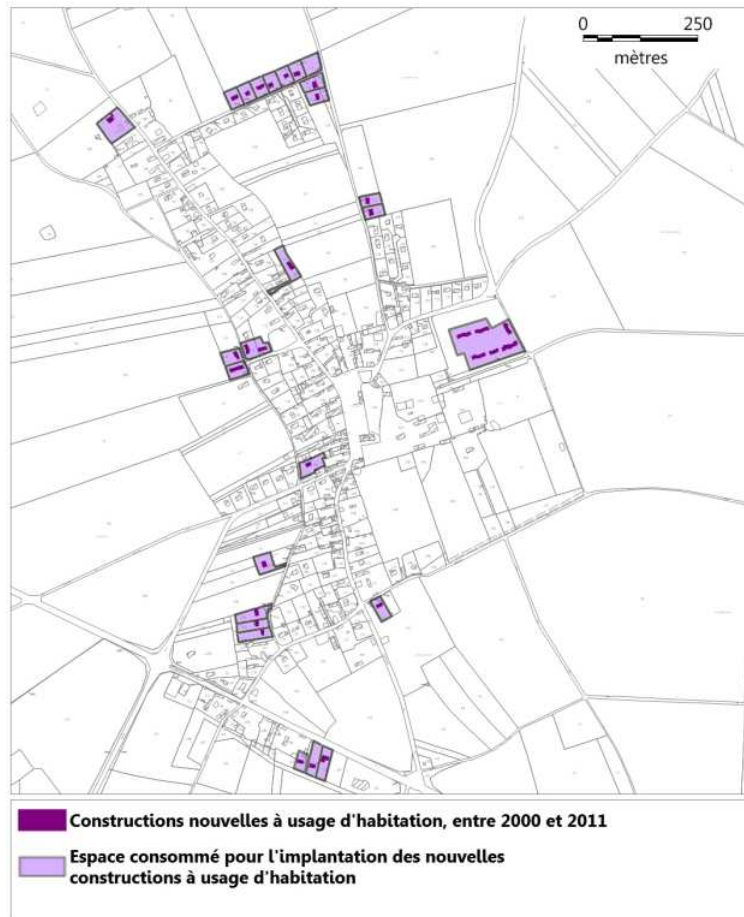 0 250
mètres
Constructions nouvelles à usage d'habitation, entre 2000 et 2011
Espace consommé pour l'implantation des nouvelles
constructions à usage d'habitation